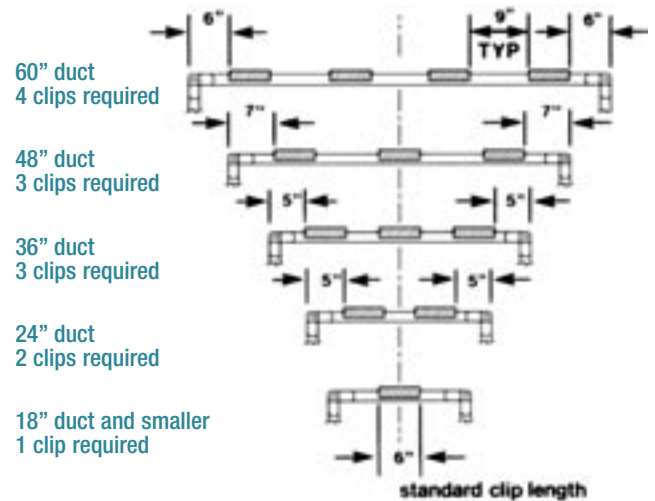 6" 9" 6"
TYP
60” duct
4 clips required
7" 7"
48” duct
3 clips required
5" 5"
36” duct
3 clips required
5" 5"
24” duct
2 clips required
18” duct and smaller
1 clip required
6"
standard clip length